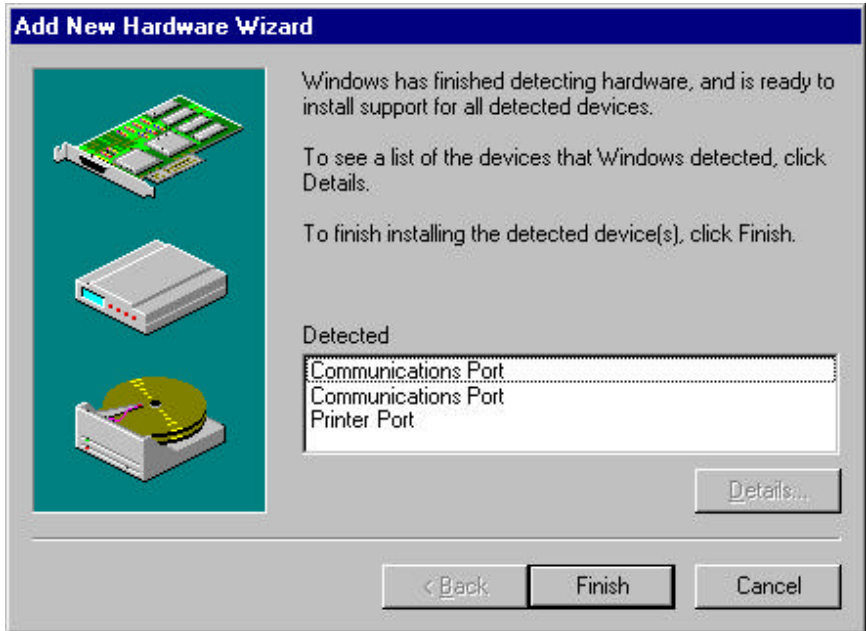 Add New Hardware Wizard
Windows has finished detecting hardware, and is ready to
install support for all detected devices.
To see a list of the devices that Windows detected, click
Details.
To finish installing the detected device(s), click Finish.
Detected
Communications Port
Communications Port
Printer Port
Details...
< Back
Finish
Cancel